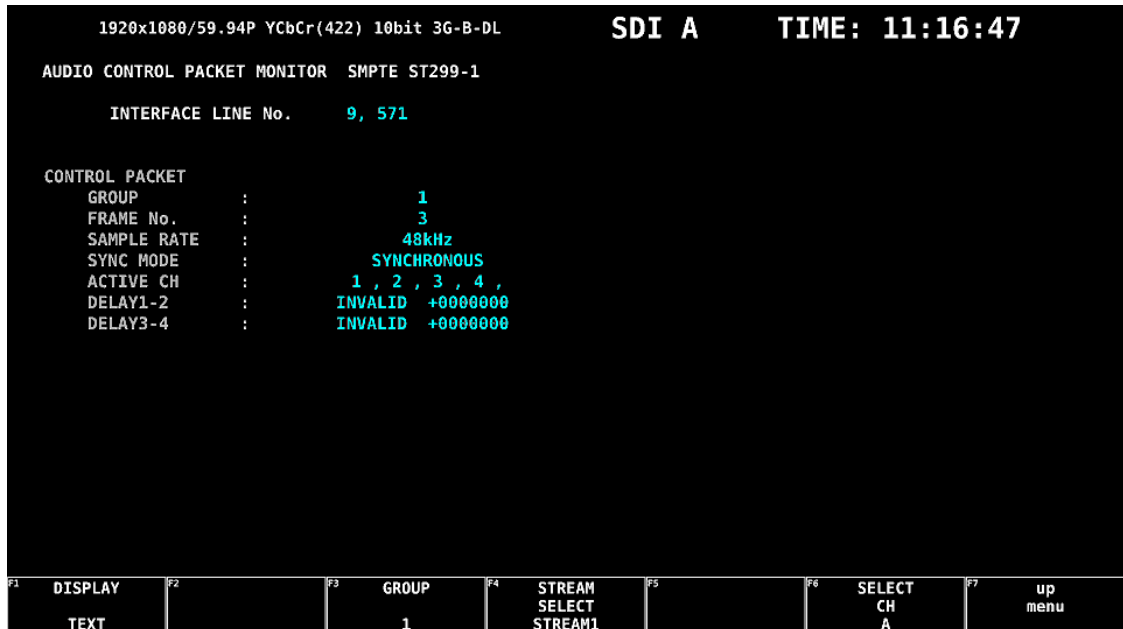 1920x1080/59.94P YCbCr(422) 10bit 3G-B-DL SDI A TIME: 11:16:47
AUDIO CONTROL PACKET MONITOR SMPTE ST299-1
INTERFACE LINE No. 9, 571
CONTROL PACKET
GROUP : 1
FRAME No. : 3
SAMPLE RATE : 48kHz
SYNC MODE : SYNCHRONOUS
ACTIVE CH : 1 , 2 , 3 , 4 ,
DELAY1-2 : INVALID +0000000
DELAY3-4 : INVALID +0000000
F1 DISPLAY F2 F3 GROUP F4 STREAM F5 F6 SELECT F7 up
SELECT CH menu
TEXT 1 STREAM1 A